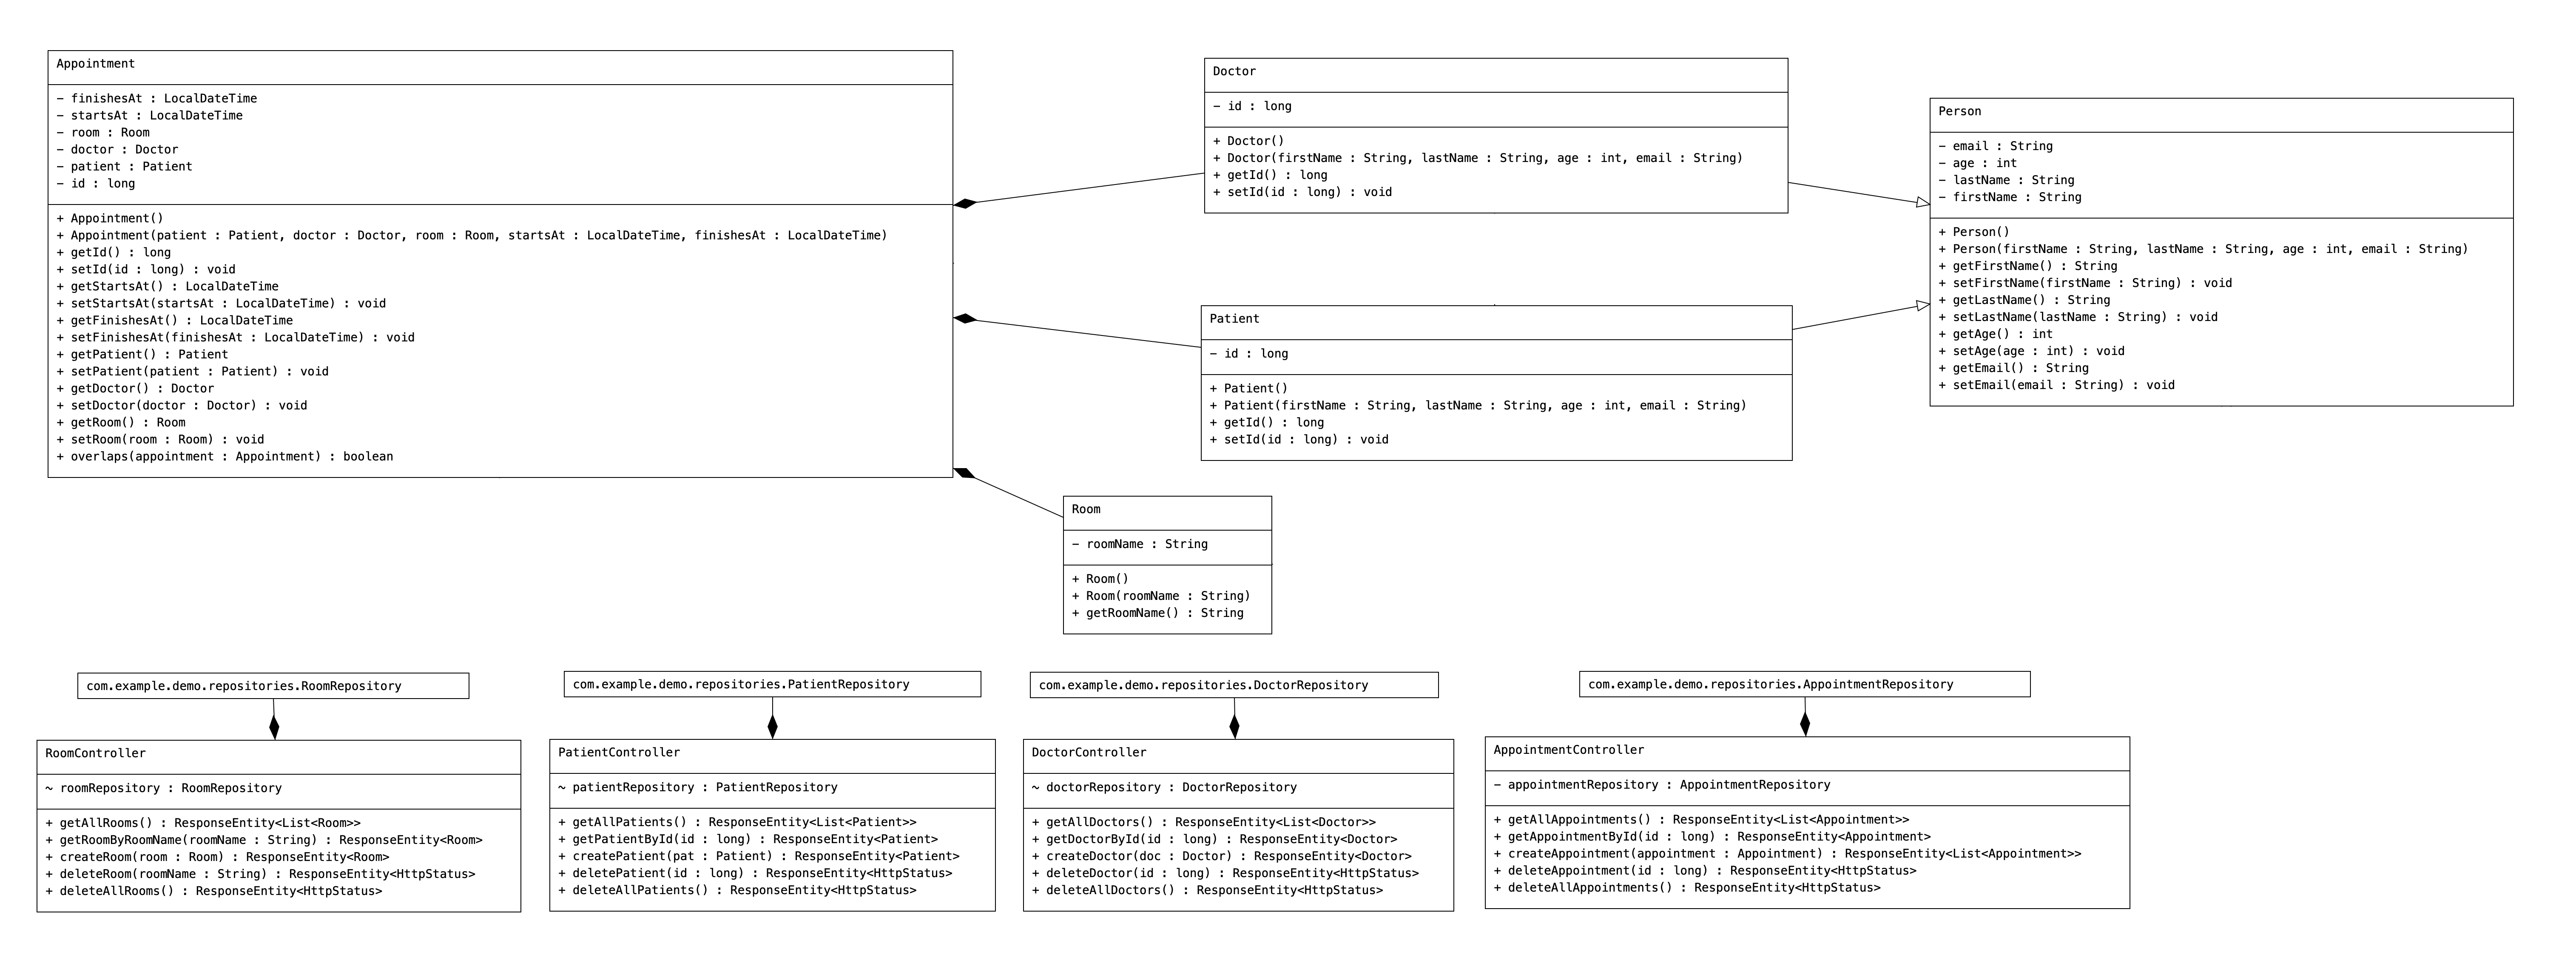 Appointment
− finishesAt : LocalDateTime
− startsAt : LocalDateTime
− room : Room
− doctor : Doctor
− patient : Patient
− id : long
+ Appointment()
+ Appointment(patient : Patient, doctor : Doctor, room : Room, startsAt : LocalDateTime, finishesAt : LocalDateTime)
+ getId() : long
+ setId(id : long) : void
+ getStartsAt() : LocalDateTime
+ setStartsAt(startsAt : LocalDateTime) : void
+ getFinishesAt() : LocalDateTime
+ setFinishesAt(finishesAt : LocalDateTime) : void
+ getPatient() : Patient
+ setPatient(patient : Patient) : void
+ getDoctor() : Doctor
+ setDoctor(doctor : Doctor) : void
+ getRoom() : Room
+ setRoom(room : Room) : void
+ overlaps(appointment : Appointment) : boolean
Doctor
− id : long
+ Doctor()
+ Doctor(firstName : String, lastName : String, age : int, email : String)
+ getId() : long
+ setId(id : long) : void
Person
− email : String
− age : int
− lastName : String
− firstName : String
+ Person()
+ Person(firstName : String, lastName : String, age : int, email : String)
+ getFirstName() : String
+ setFirstName(firstName : String) : void
+ getLastName() : String
+ setLastName(lastName : String) : void
+ getAge() : int
+ setAge(age : int) : void
+ getEmail() : String
+ setEmail(email : String) : void
Patient
− id : long
+ Patient()
+ Patient(firstName : String, lastName : String, age : int, email : String)
+ getId() : long
+ setId(id : long) : void
Room
− roomName : String
+ Room()
+ Room(roomName : String)
+ getRoomName() : String
com.example.demo.repositories.RoomRepository
RoomController
~ roomRepository : RoomRepository
+ getAllRooms() : ResponseEntity<List<Room>>
+ getRoomByRoomName(roomName : String) : ResponseEntity<Room>
+ createRoom(room : Room) : ResponseEntity<Room>
+ deleteRoom(roomName : String) : ResponseEntity<HttpStatus>
+ deleteAllRooms() : ResponseEntity<HttpStatus>
com.example.demo.repositories.PatientRepository
PatientController
~ patientRepository : PatientRepository
+ getAllPatients() : ResponseEntity<List<Patient>>
+ getPatientById(id : long) : ResponseEntity<Patient>
+ createPatient(pat : Patient) : ResponseEntity<Patient>
+ deletePatient(id : long) : ResponseEntity<HttpStatus>
+ deleteAllPatients() : ResponseEntity<HttpStatus>
com.example.demo.repositories.DoctorRepository
DoctorController
~ doctorRepository : DoctorRepository
+ getAllDoctors() : ResponseEntity<List<Doctor>>
+ getDoctorById(id : long) : ResponseEntity<Doctor>
+ createDoctor(doc : Doctor) : ResponseEntity<Doctor>
+ deleteDoctor(id : long) : ResponseEntity<HttpStatus>
+ deleteAllDoctors() : ResponseEntity<HttpStatus>
com.example.demo.repositories.AppointmentRepository
AppointmentController
− appointmentRepository : AppointmentRepository
+ getAllAppointments() : ResponseEntity<List<Appointment>>
+ getAppointmentById(id : long) : ResponseEntity<Appointment>
+ createAppointment(appointment : Appointment) : ResponseEntity<List<Appointment>>
+ deleteAppointment(id : long) : ResponseEntity<HttpStatus>
+ deleteAllAppointments() : ResponseEntity<HttpStatus>